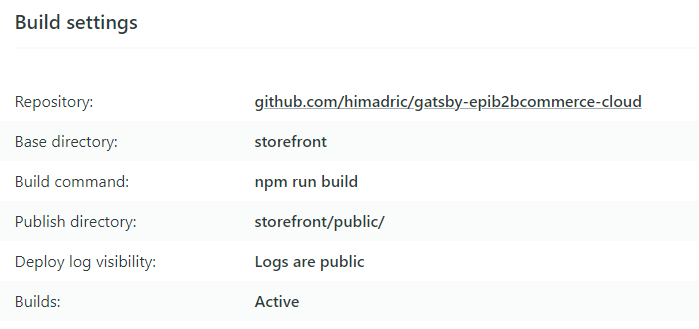 Build settings
Repository: github.com/himadric/gatsby-epib2bcommerce-cloud
Base directory: storefront
Build command: npm run build
Publish directory: storefront/public/
Deploy log visibility: Logs are public
Builds: Active